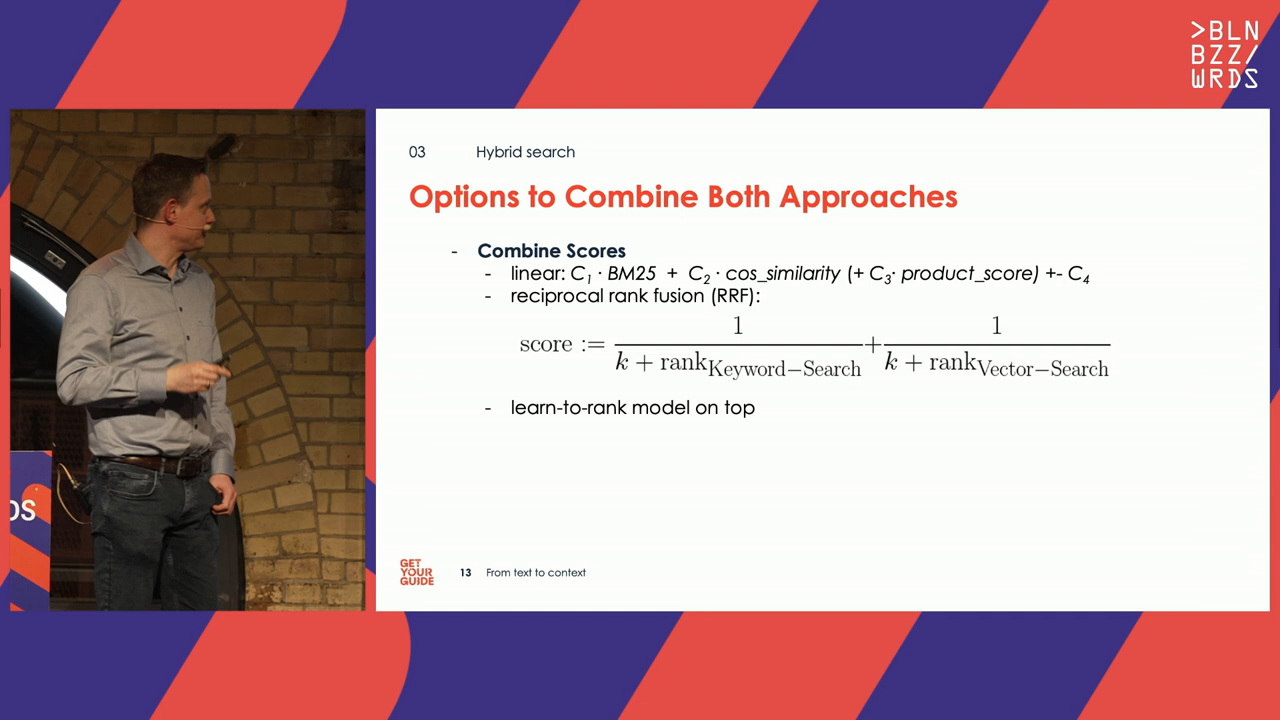 >BLN
BZZ/
WRDS
DS
03 Hybrid search
Options to Combine Both Approaches
- Combine Scores
- linear: C₁ · BM25 + C₂ · cos_similarity (+ C₃· product_score) +- C₄
- reciprocal rank fusion (RRF):
score := 1 / (k + rank_Keyword−Search) + 1 / (k + rank_Vector−Search)
- learn-to-rank model on top
GET
YOUR
GUIDE
13 From text to context